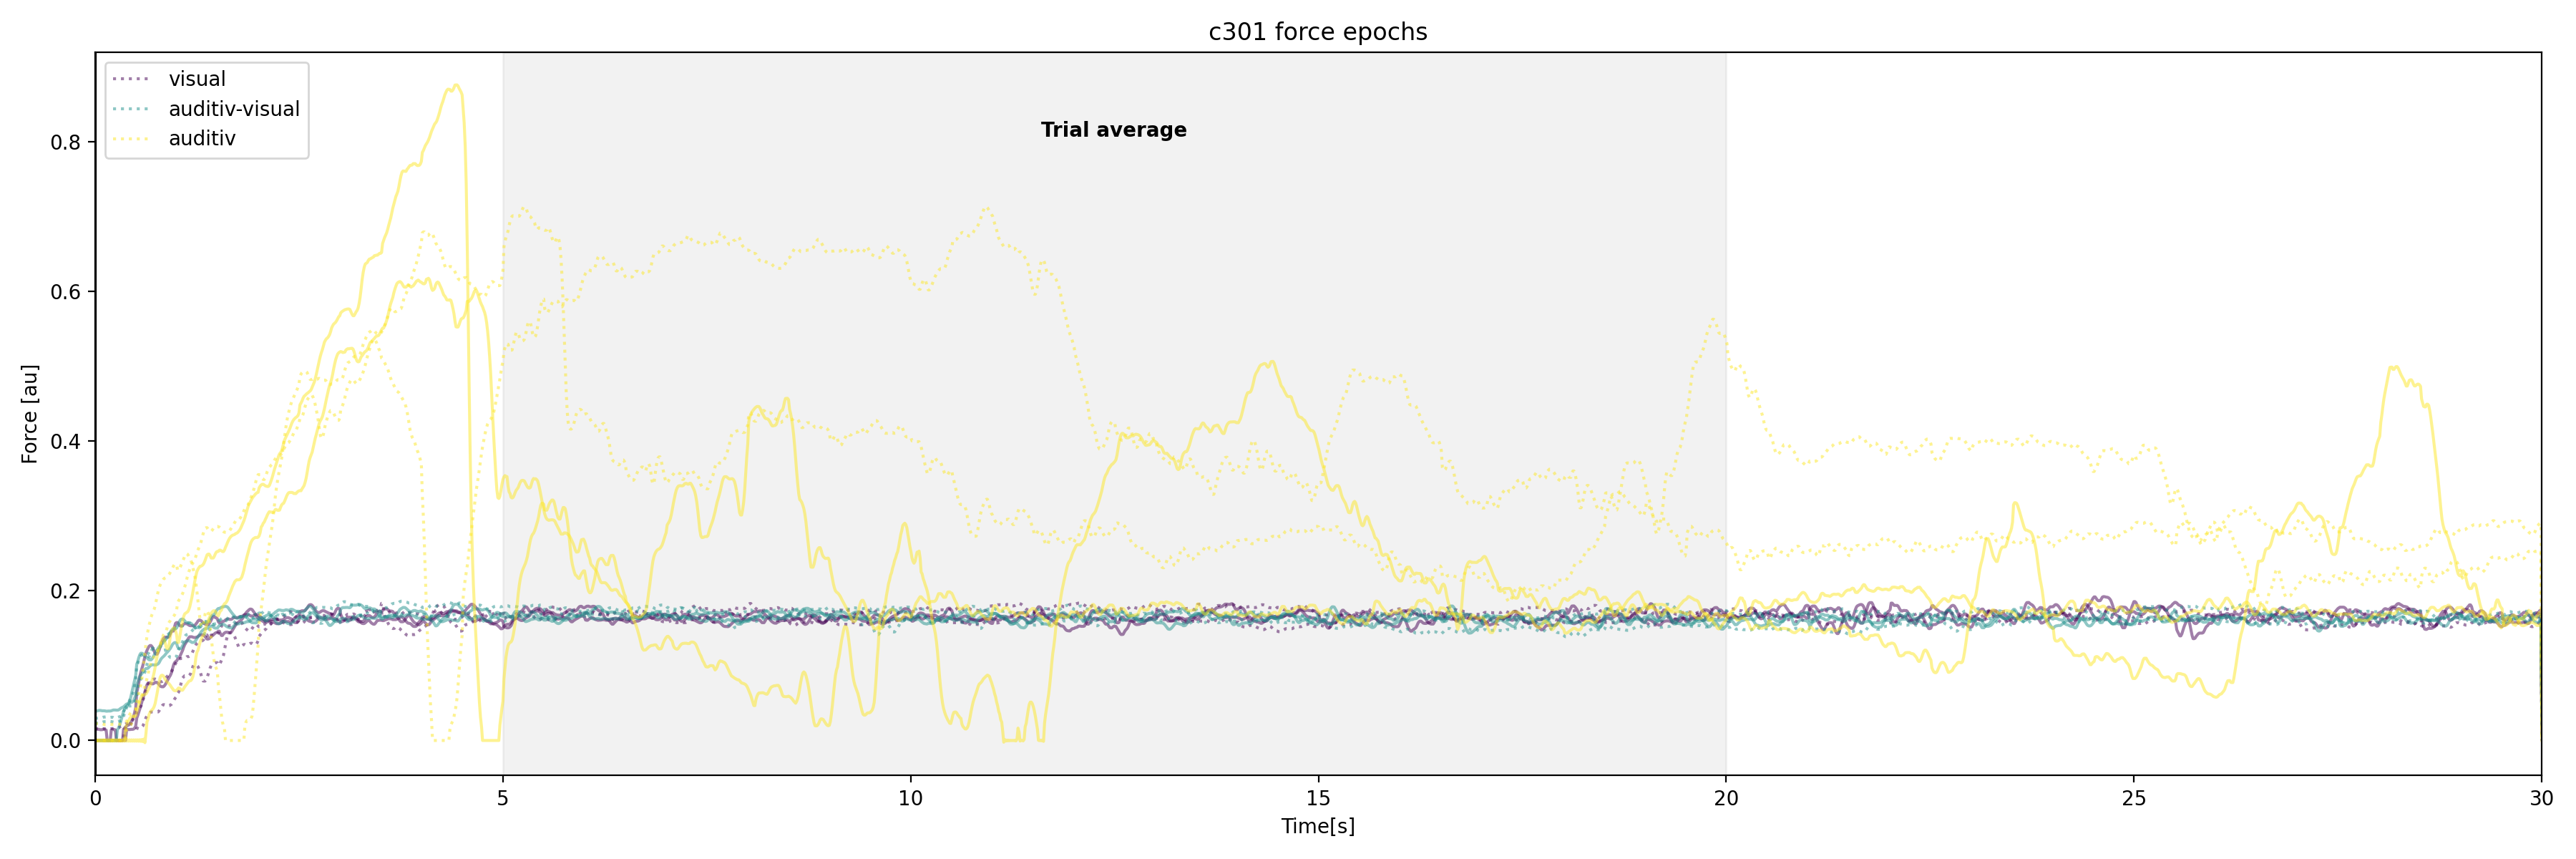 c301 force epochs
visual
auditiv-visual
auditiv
Trial average
Force [au]
0.8
0.6
0.4
0.2
0.0
0 5 10 15 20 25 30
Time[s]